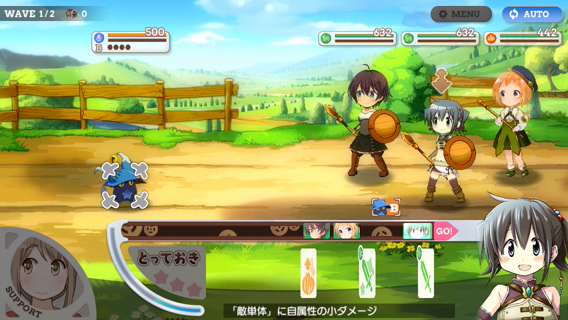 WAVE 1/2 0
MENU
AUTO
500
B
632
632
442
B
GO!
とっておき
SUPPORT
「敵単体」に自属性の小ダメージ